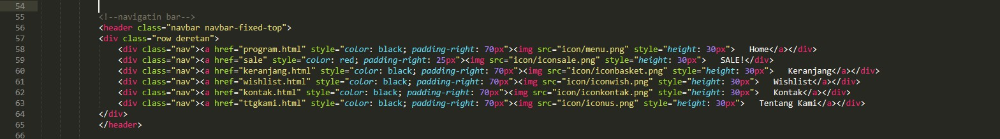 54
55 <!--navigatin bar-->
56 <header class="navbar navbar-fixed-top">
57 <div class="row deretan">
58 <div class="nav"><a href="program.html" style="color: black; padding-right: 70px"><img src="icon/menu.png" style="height: 30px"> Home</a></div>
59 <div class="nav"><a href="sale" style="color: red; padding-right: 25px"><img src="icon/iconsale.png" style="height: 30px"> SALE!</div>
60 <div class="nav"><a href="keranjang.html" style="color: black; padding-right: 70px"><img src="icon/iconbasket.png" style="height: 30px"> Keranjang</a></div>
61 <div class="nav"><a href="wishlist.html" style="color: black; padding-right: 70px"><img src="icon/iconwish.png" style="height: 30px"> Wishlist</a></div>
62 <div class="nav"><a href="kontak.html" style="color: black; padding-right: 70px"><img src="icon/iconkontak.png" style="height: 30px"> Kontak</a></div>
63 <div class="nav"><a href="ttgkami.html" style="color: black; padding-right: 70px"><img src="icon/iconus.png" style="height: 30px"> Tentang Kami</a></div>
64 </div>
65 </header>
66